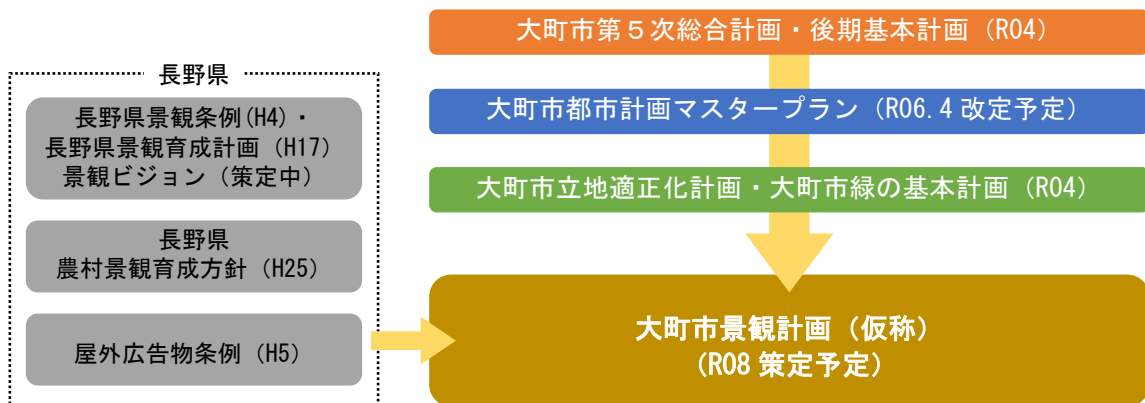 長野県
長野県景観条例(H4)・
長野県景観育成計画（H17）
景観ビジョン（策定中）
長野県
農村景観育成方針（H25）
屋外広告物条例（H5）
大町市第５次総合計画・後期基本計画（R04）
大町市都市計画マスタープラン（R06.4 改定予定）
大町市立地適正化計画・大町市緑の基本計画（R04）
大町市景観計画（仮称）
（R08 策定予定）